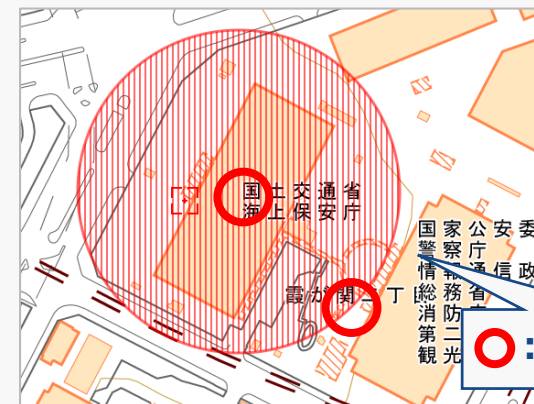 国土交通省
海上保安庁
国家公安委
警察庁
情報通信政
霞が関二丁目
総務省
消防庁
第二
観光
：